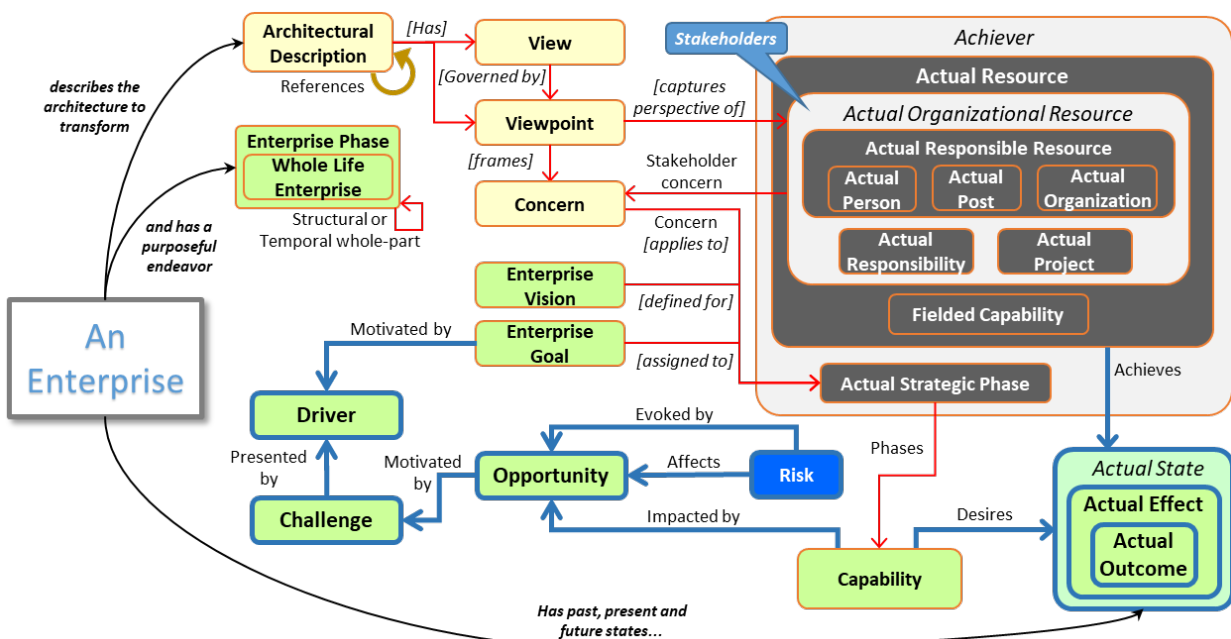 Architectural
Description
[Has]
View
References
describes the
architecture to
transform
[Governed by]
Viewpoint
[captures
perspective of]
Stakeholders
Achiever
Actual Resource
Actual Organizational Resource
Actual Responsible Resource
Actual
Person
Actual
Post
Actual
Organization
Actual
Responsibility
Actual
Project
Fielded Capability
Enterprise Phase
Whole Life
Enterprise
Structural or
Temporal whole-part
and has a
purposeful
endeavor
[frames]
Stakeholder
concern
Concern
Concern
[applies to]
Enterprise
Vision
[defined for]
An
Enterprise
Motivated by
Enterprise
Goal
[assigned to]
Actual Strategic Phase
Achieves
Driver
Evoked by
Phases
Presented
by
Motivated
by
Opportunity
Affects
Risk
Actual State
Actual Effect
Actual
Outcome
Challenge
Impacted by
Desires
Capability
Has past, present and
future states...